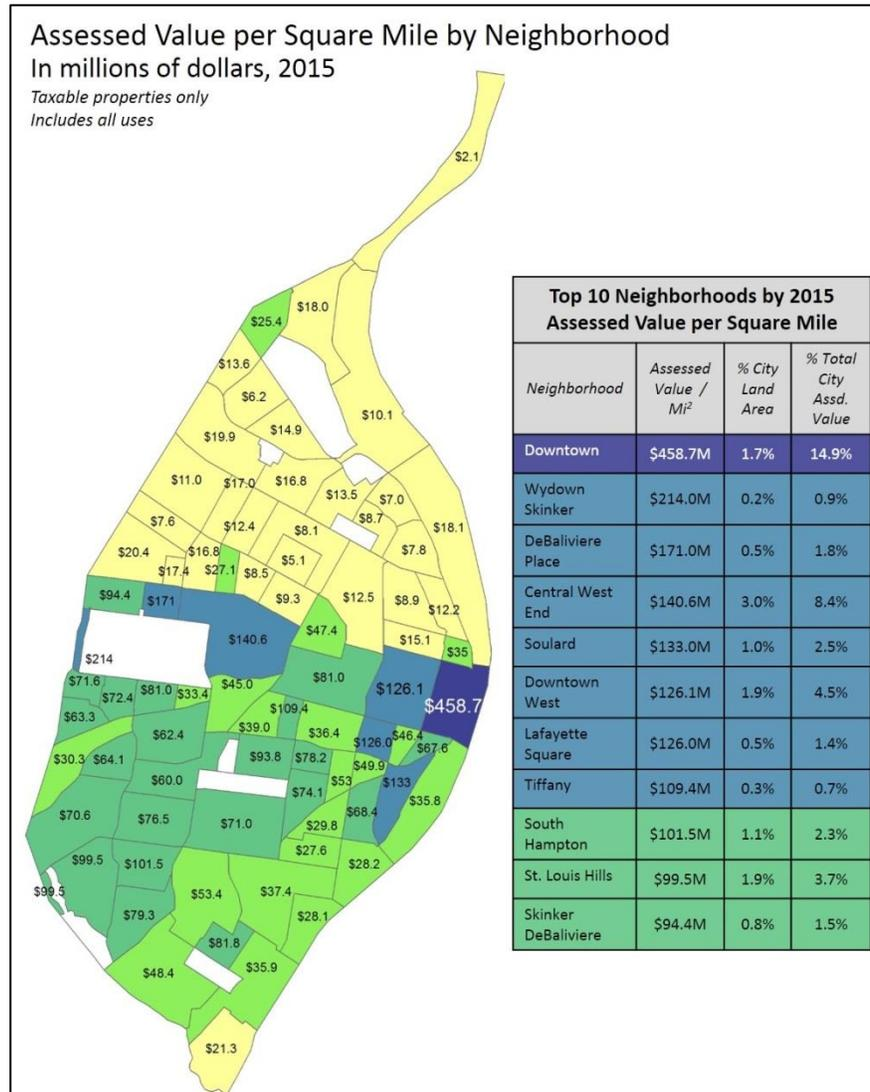 Assessed Value per Square Mile by Neighborhood
In millions of dollars, 2015
Taxable properties only
Includes all uses
$2.1
$18.0
$25.4
$13.6
$6.2
$10.1
$14.9
$19.9
$11.0
$17.0
$16.8
$13.5
$7.0
$8.7
$18.1
$7.6
$12.4
$8.1
$7.8
$20.4
$16.8
$5.1
$17.4
$27.1
$8.5
$9.3
$12.5
$8.9
$12.2
$94.4
$171
$47.4
$15.1
$140.6
$35
$214
$81.0
$126.1
$458.7
$71.6
$72.4
$81.0
$33.4
$45.0
$109.4
$63.3
$62.4
$39.0
$36.4
$126.0
$46.4
$67.6
$30.3
$64.1
$93.8
$78.2
$49.9
$60.0
$53
$133
$74.1
$35.8
$70.6
$76.5
$71.0
$29.8
$68.4
$27.6
$28.2
$99.5
$101.5
$99.5
$53.4
$37.4
$79.3
$28.1
$81.8
$48.4
$35.9
$21.3
Top 10 Neighborhoods by 2015
Assessed Value per Square Mile
Neighborhood
Assessed
Value /
Mi²
% City
Land
Area
% Total
City
Assd.
Value
Downtown $458.7M 1.7% 14.9%
Wydown
Skinker
$214.0M 0.2% 0.9%
DeBaliviere
Place
$171.0M 0.5% 1.8%
Central West
End
$140.6M 3.0% 8.4%
Soulard $133.0M 1.0% 2.5%
Downtown
West
$126.1M 1.9% 4.5%
Lafayette
Square
$126.0M 0.5% 1.4%
Tiffany $109.4M 0.3% 0.7%
South
Hampton
$101.5M 1.1% 2.3%
St. Louis Hills $99.5M 1.9% 3.7%
Skinker
DeBaliviere
$94.4M 0.8% 1.5%